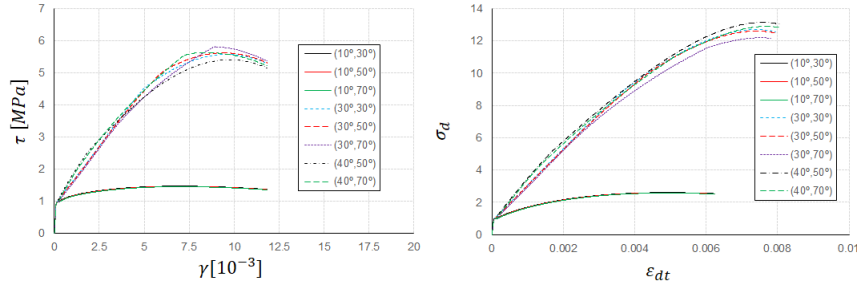 7
6
5
4
3
2
1
0
0
2.5
5
7.5
10
12.5
15
17.5
20
τ [MPa]
γ[10⁻³]
(10º,30º)
(10º,50º)
(10º,70º)
(30º,30º)
(30º,50º)
(30º,70º)
(40º,50º)
(40º,70º)
14
12
10
8
6
4
2
0
0
0.002
0.004
0.006
0.008
0.01
σd
εdt
(10º,30º)
(10º,50º)
(10º,70º)
(30º,30º)
(30º,50º)
(30º,70º)
(40º,50º)
(40º,70º)